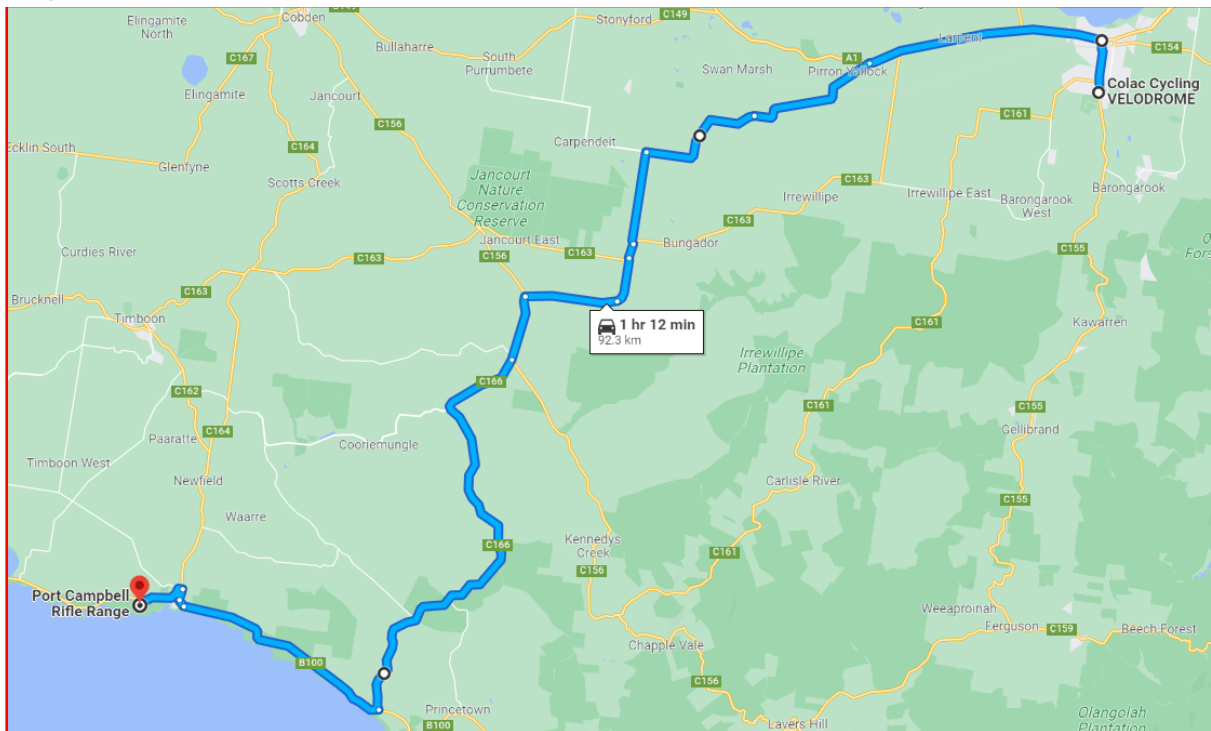 Elingamite
North
Cobden
C149
Bullaharre
Stonyford
C149
C167
South
Purrumbete
A1
Larpent
C154
Swan Marsh
Pirron Yallock
Elingamite
Jancourt
C156
Colac Cycling
VELODROME
C161
Ecklin South
C164
Carpendeit
Glenfyne
Scotts Creek
Jancourt
Nature
Conservation
Reserve
C163
Irrewillipe
Irrewillipe East
Barongarook
West
Barongarook
Curdies River
Jancourt East
C163
Bungador
C163
C156
C163
C155
Brucknell
C163
Timboon
1 hr 12 min
92.3 km
Kawarren
C161
Irrewillipe
Plantation
C166
C162
C161
C155
Paaratte
C164
Cooriemungle
Gellibrand
Timboon West
Newfield
Carlisle River
C155
Waarre
C166
Kennedys
Creek
C161
C156
Port Campbell
Rifle Range
Weeaproinah
Ferguson
C159
Beech Forest
Chapple Vale
B100
C156
Princetown
B100
Lavers Hill
Olangolah
Plantation